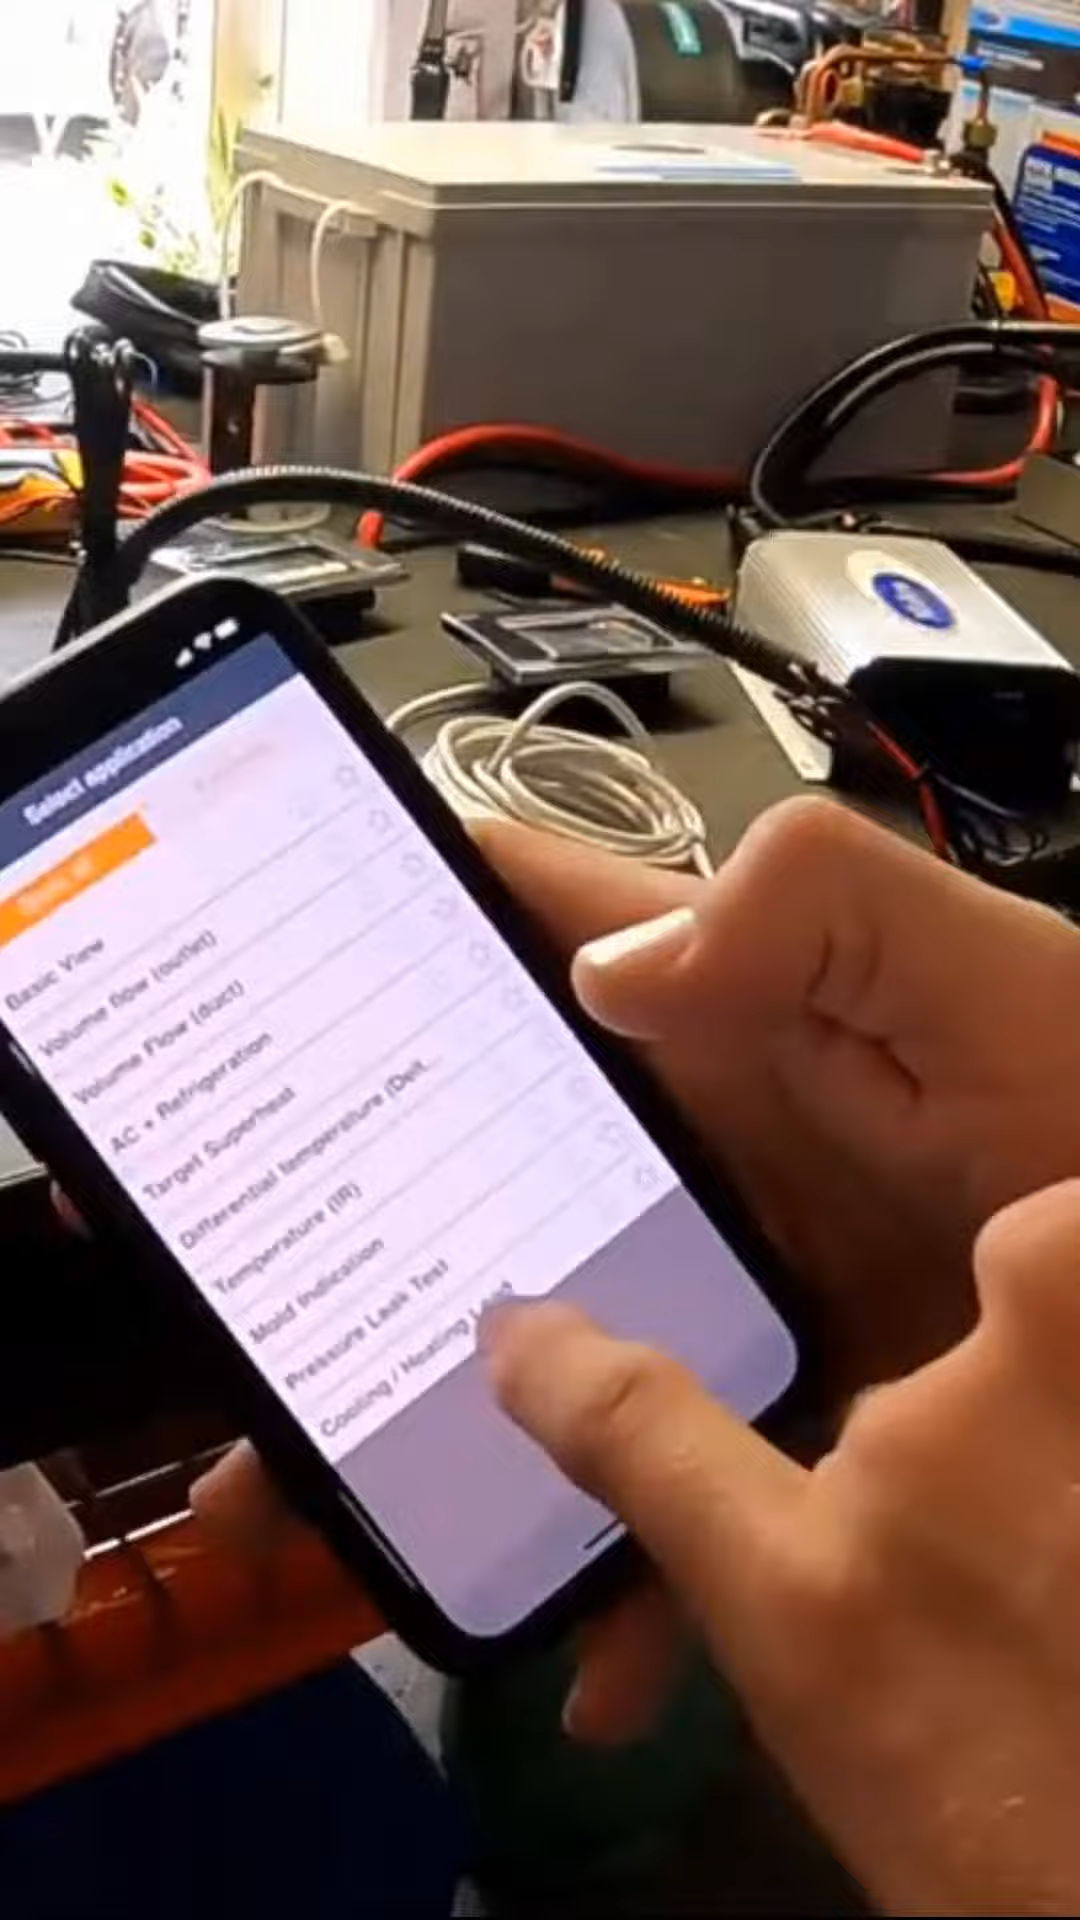 Select application
Basic View
Volume flow (outlet)
Volume Flow (duct)
AC + Refrigeration
Target Superheat
Differential temperature (Delt...
Temperature (IR)
Mold Indication
Pressure Leak Test
Cooling / Heating Load